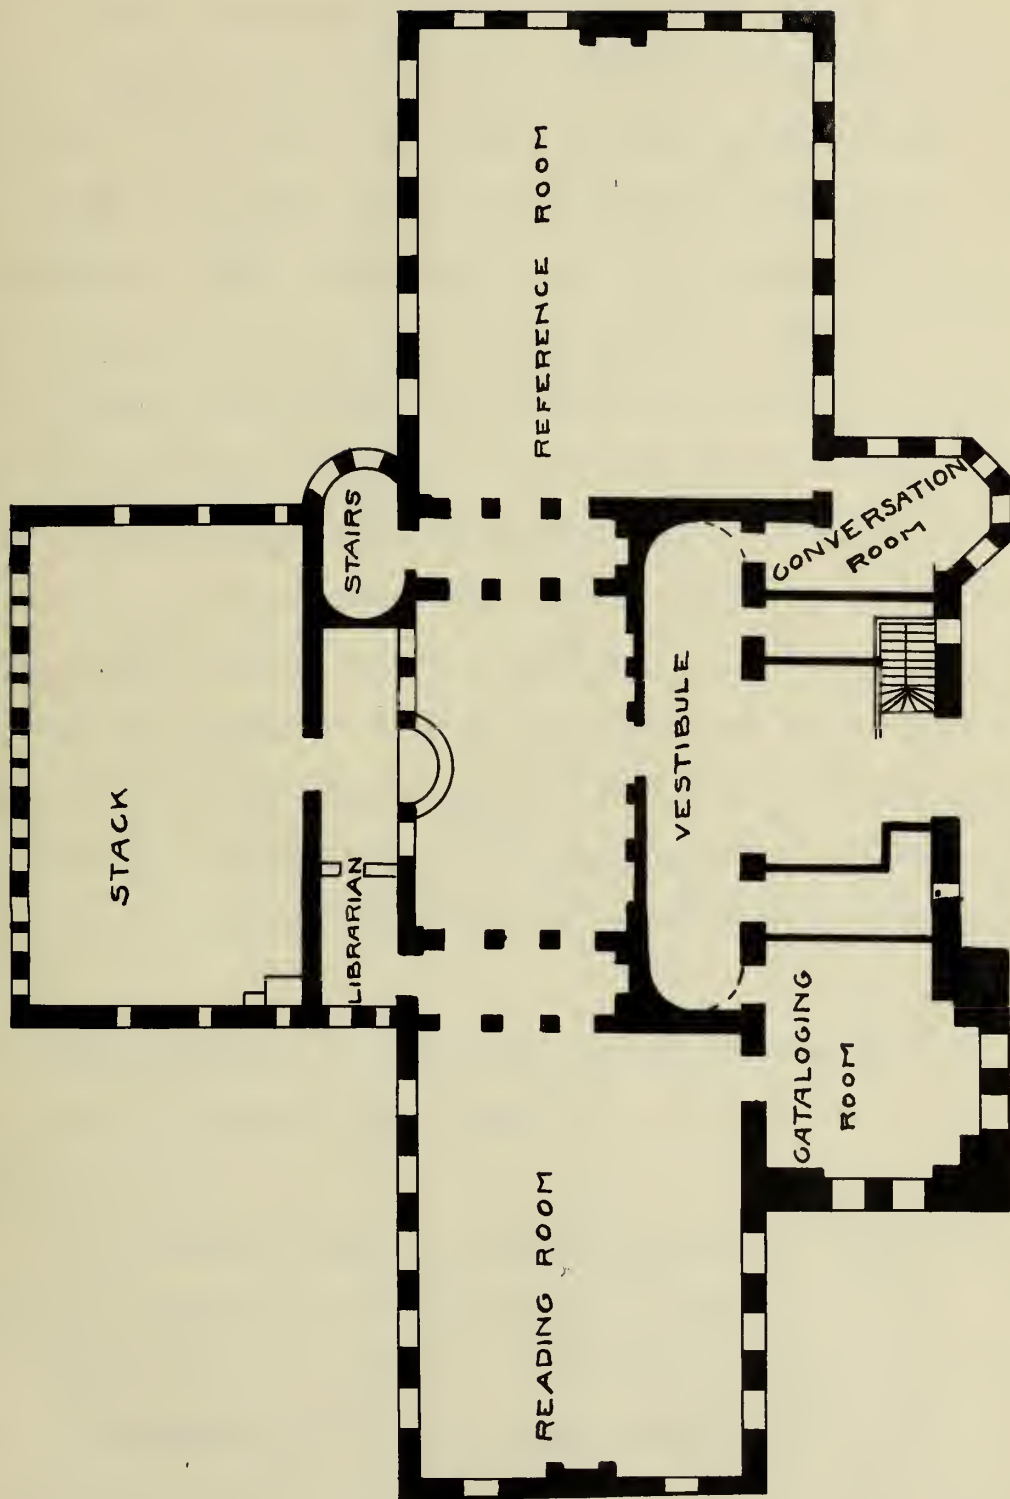 REFERENCE ROOM
CONVERSATION
ROOM
STAIRS
VESTIBULE
STACK
LIBRARIAN
CATALOGING
ROOM
READING ROOM